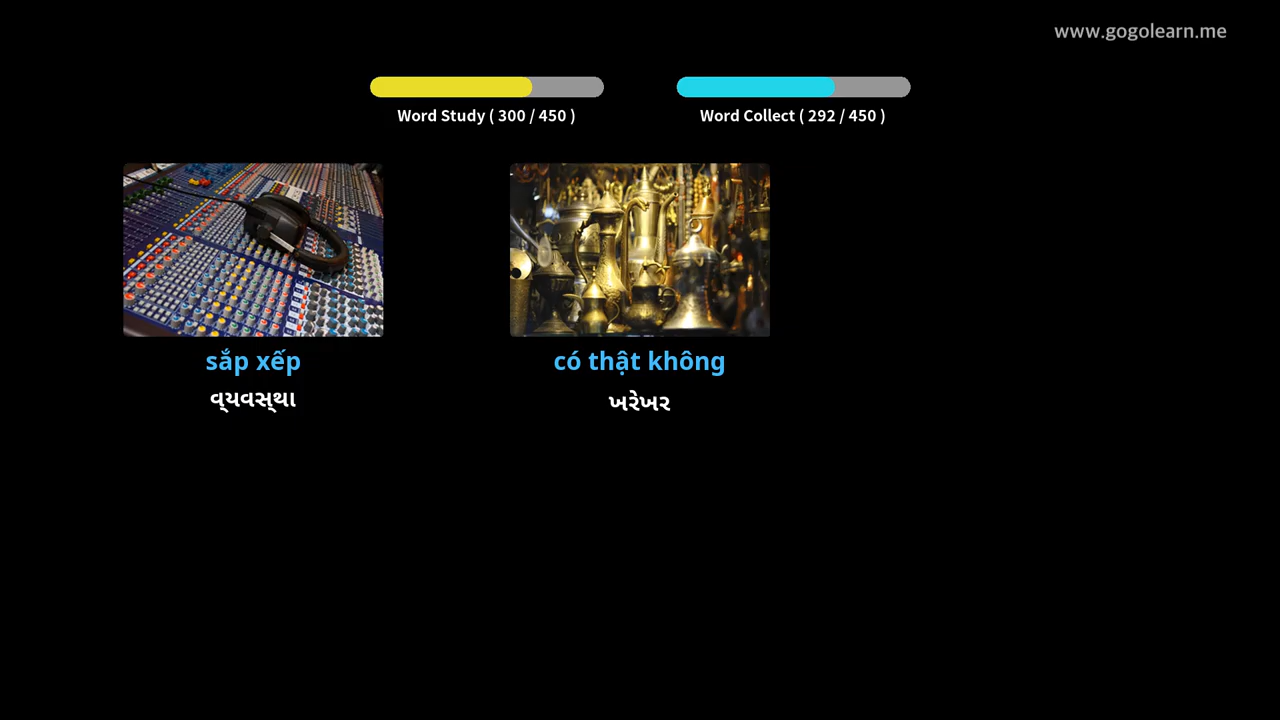 www.gogolearn.me
Word Study ( 300 / 450 )
Word Collect ( 292 / 450 )
sắp xếp
વ્યવસ્થા
có thật không
ખરેખર